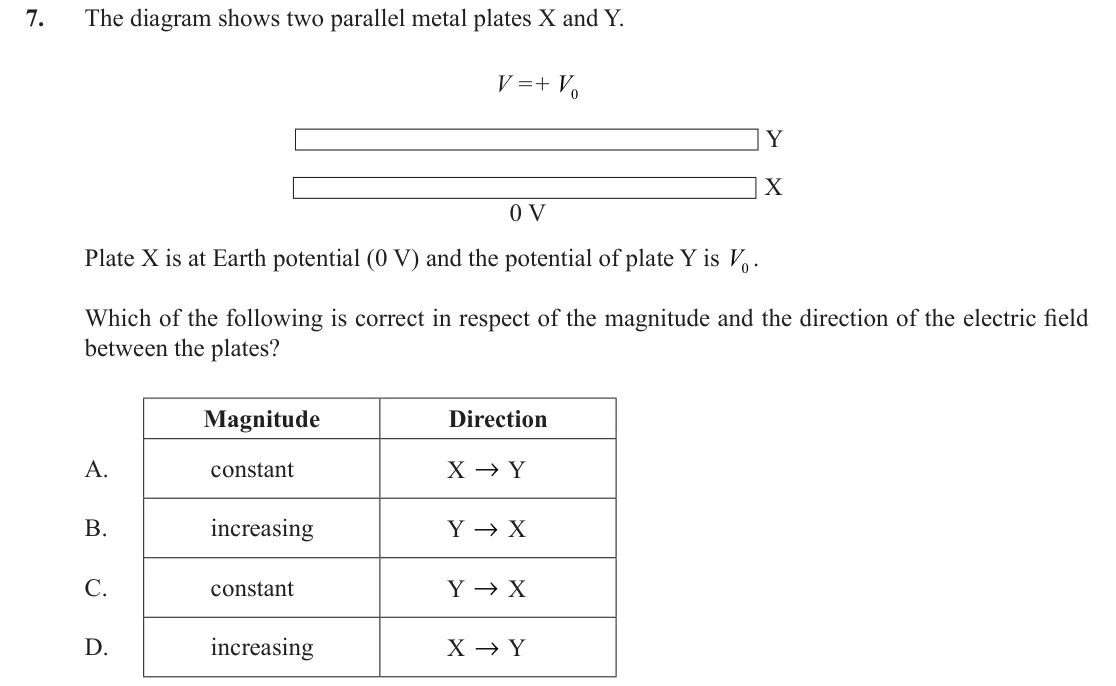 7. The diagram shows two parallel metal plates X and Y.
V =+ V₀
Y
X
0 V
Plate X is at Earth potential (0 V) and the potential of plate Y is V₀ .
Which of the following is correct in respect of the magnitude and the direction of the electric field
between the plates?
Magnitude Direction
A. constant X → Y
B. increasing Y → X
C. constant Y → X
D. increasing X → Y